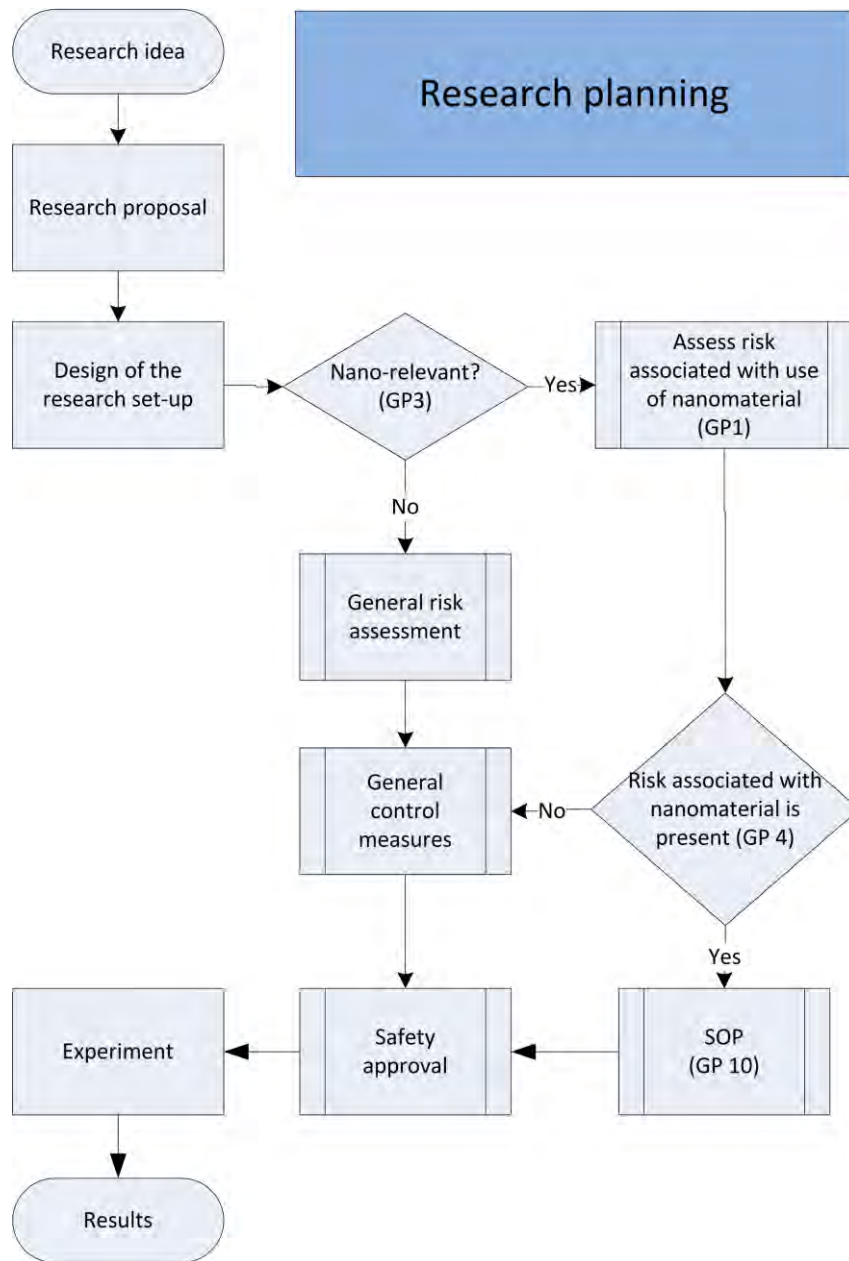 Research idea
Research planning
Research proposal
Design of the
research set-up
Nano-relevant?
(GP3)
Yes
Assess risk
associated with use
of nanomaterial
(GP1)
No
General risk
assessment
General
control
measures
No
Risk associated with
nanomaterial is
present (GP 4)
Yes
Experiment
Safety
approval
SOP
(GP 10)
Results